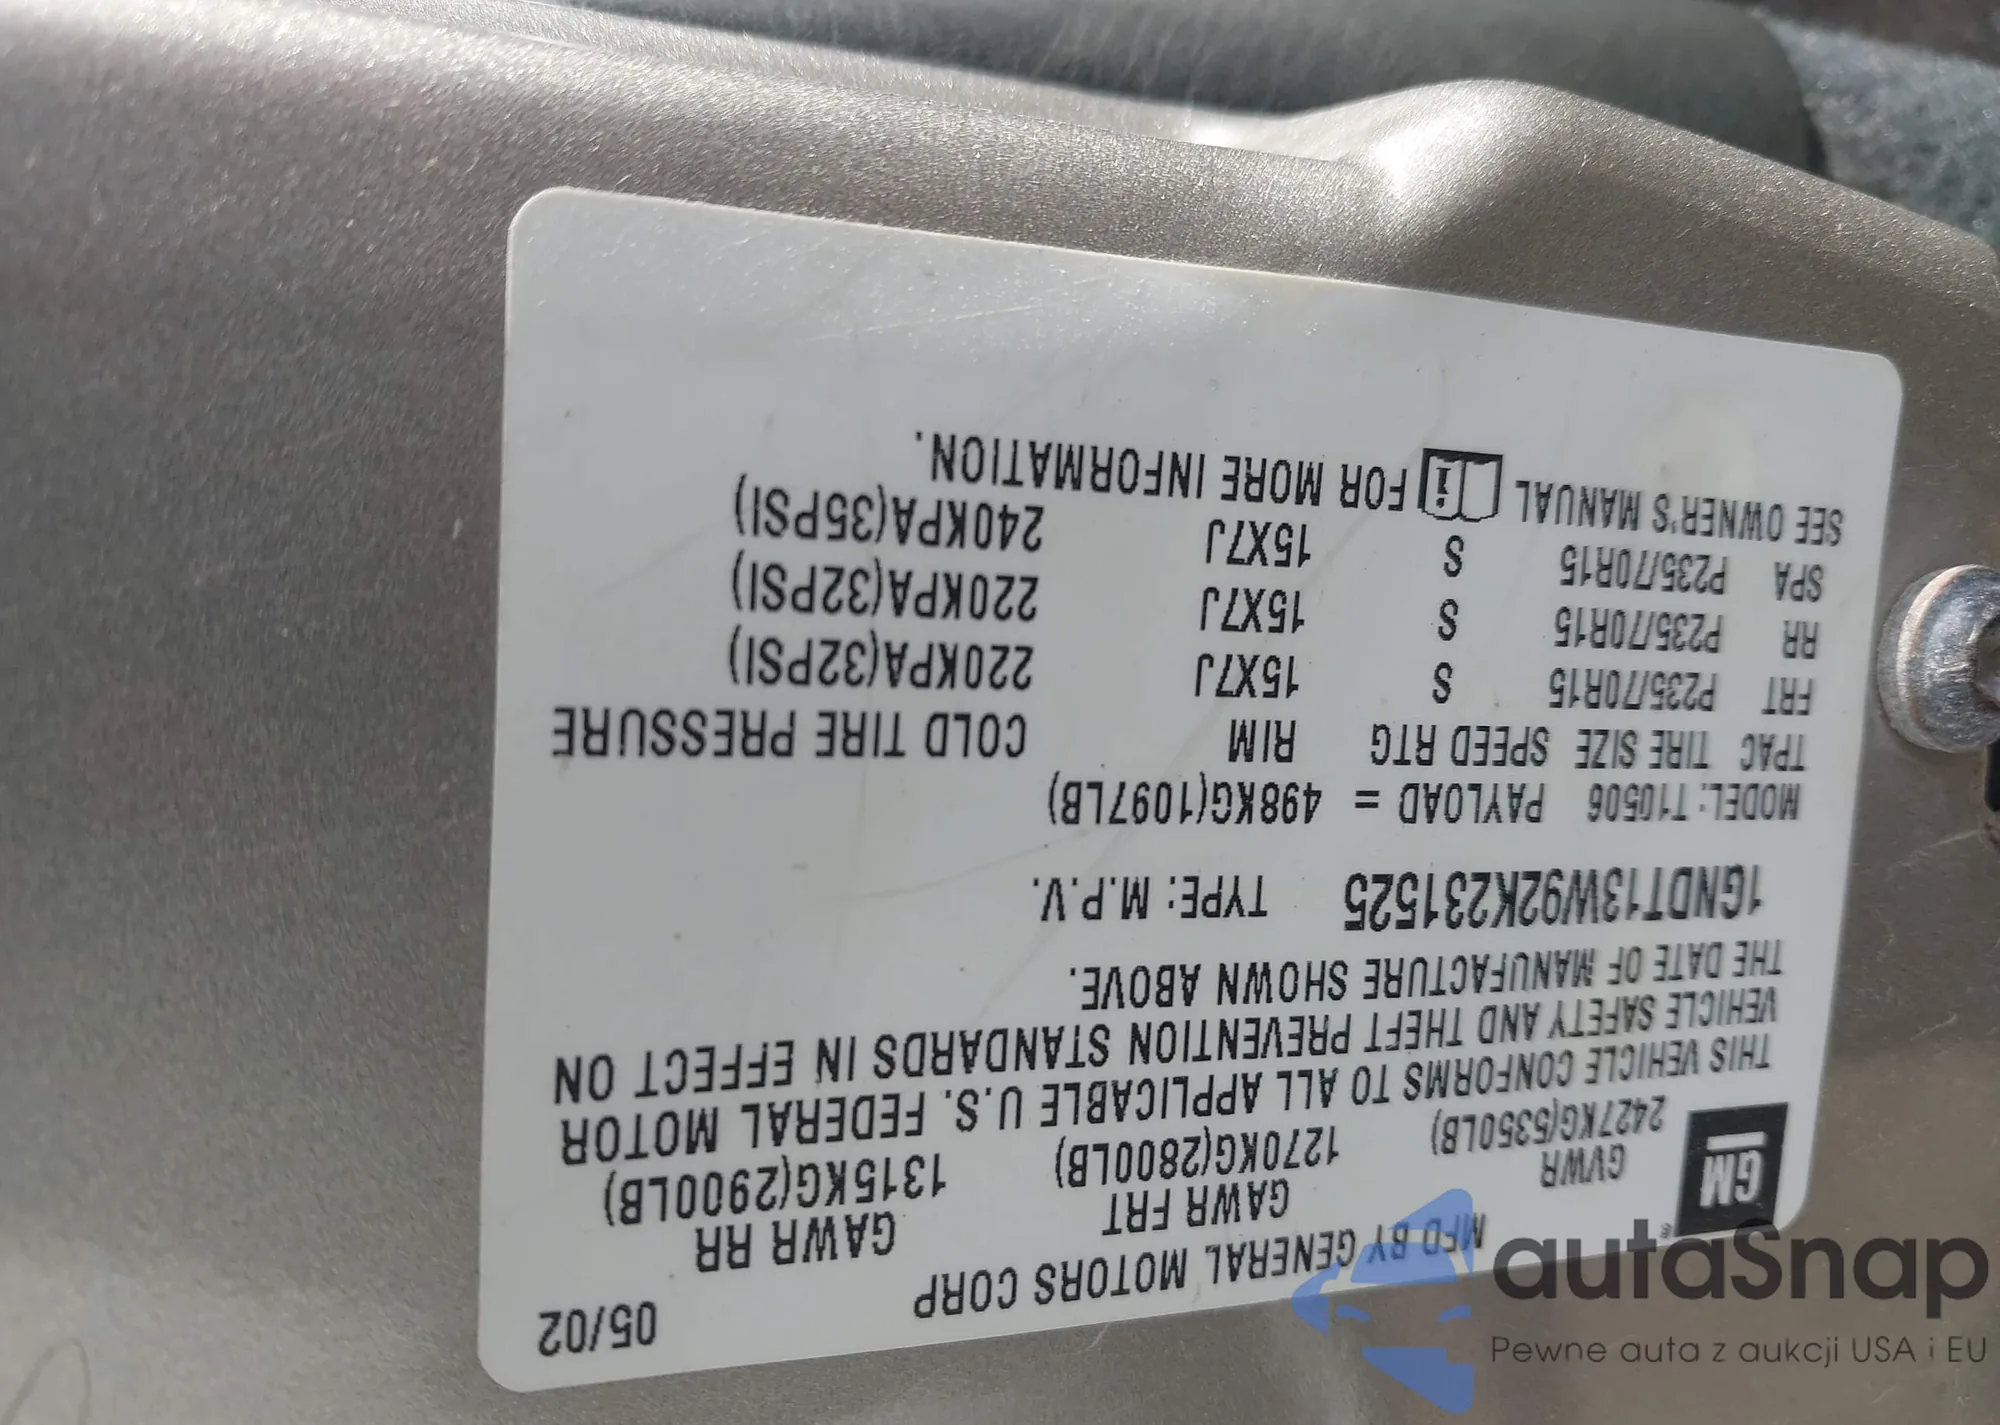 MFD BY GENERAL MOTORS CORP 05/02
GM
GVWR GAWR FRT GAWR RR
2427KG(5350LB) 1270KG(2800LB) 1315KG(2900LB)
THIS VEHICLE CONFORMS TO ALL APPLICABLE U.S. FEDERAL MOTOR
VEHICLE SAFETY AND THEFT PREVENTION STANDARDS IN EFFECT ON
THE DATE OF MANUFACTURE SHOWN ABOVE.
1GNDT13W92K231525 TYPE: M.P.V.
MODEL: T10506 PAYLOAD = 498KG(1097LB)
TPAC TIRE SIZE SPEED RTG RIM COLD TIRE PRESSURE
FRT P235/70R15 S 15X7J 220KPA(32PSI)
RR P235/70R15 S 15X7J 220KPA(32PSI)
SPA P235/70R15 S 15X7J 240KPA(35PSI)
SEE OWNER'S MANUAL i FOR MORE INFORMATION.
autaSnap
Pewne auta z aukcji USA i EU